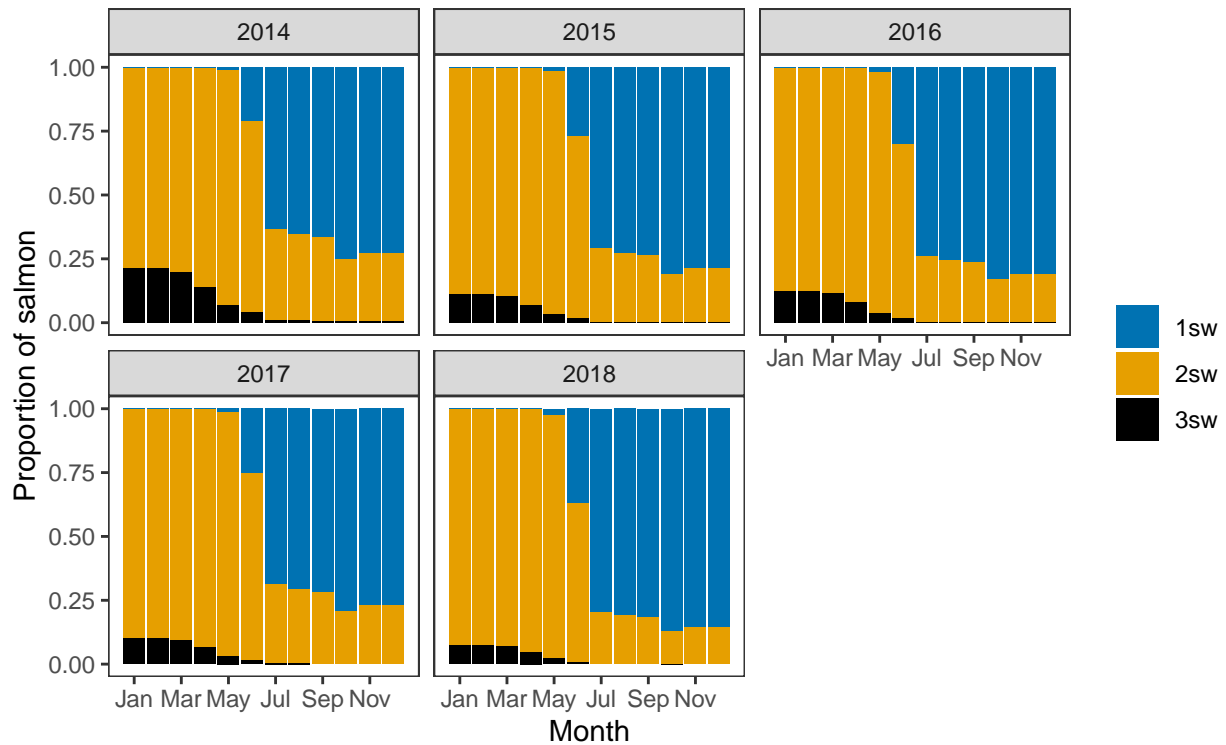 2014
2015
2016
1.00
0.75
0.50
0.25
0.00
Jan Mar May Jul Sep Nov
2017
2018
1.00
0.75
0.50
0.25
0.00
Jan Mar May Jul Sep Nov
Jan Mar May Jul Sep Nov
Month
Proportion of salmon
1sw
2sw
3sw